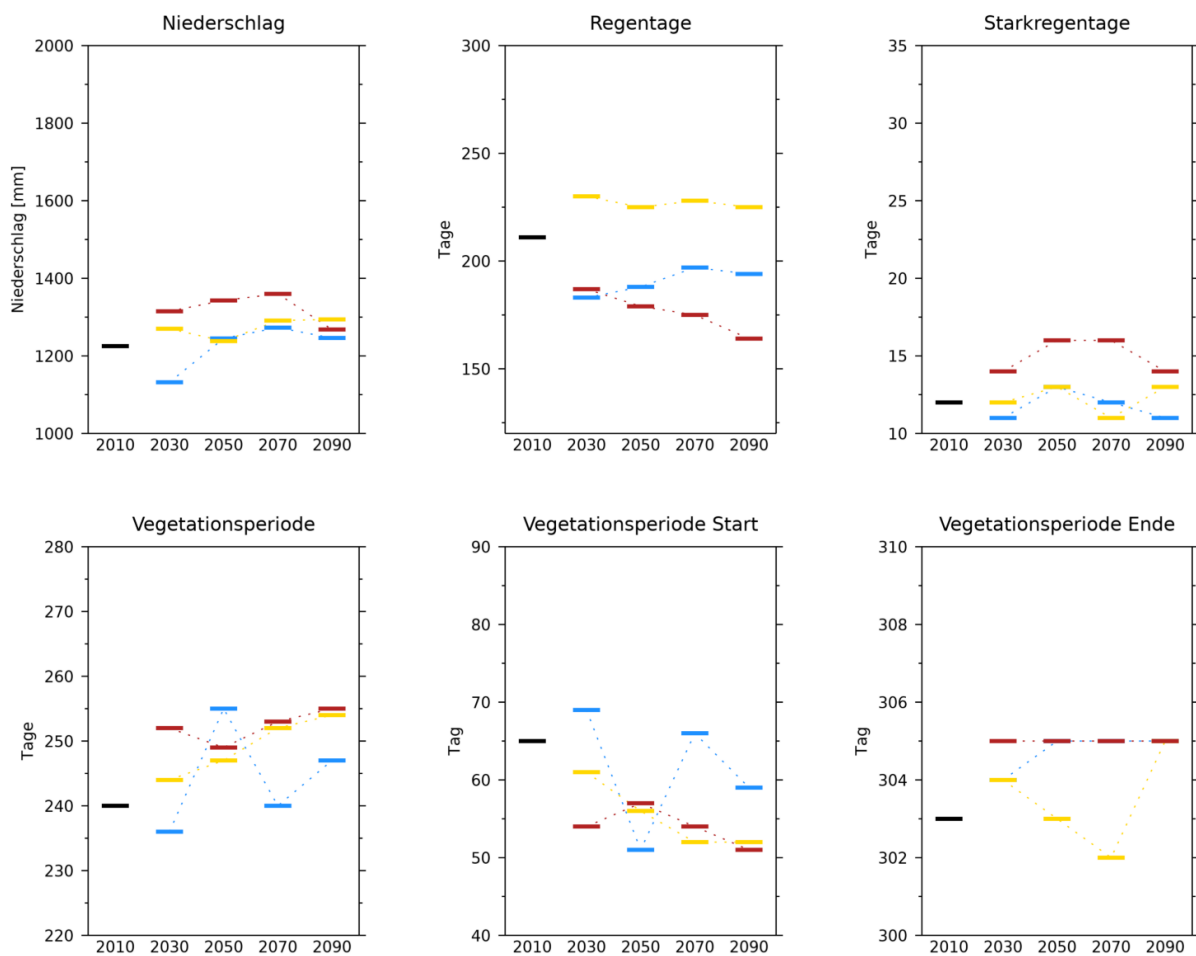 Niederschlag
Regentage
Starkregentage
2000
1800
1600
1400
1200
1000
Niederschlag [mm]
2010 2030 2050 2070 2090
300
250
200
150
Tage
2010 2030 2050 2070 2090
35
30
25
20
15
10
Tage
2010 2030 2050 2070 2090
Vegetationsperiode
Vegetationsperiode Start
Vegetationsperiode Ende
280
270
260
250
240
230
220
Tage
2010 2030 2050 2070 2090
90
80
70
60
50
40
Tag
2010 2030 2050 2070 2090
310
308
306
304
302
300
Tag
2010 2030 2050 2070 2090